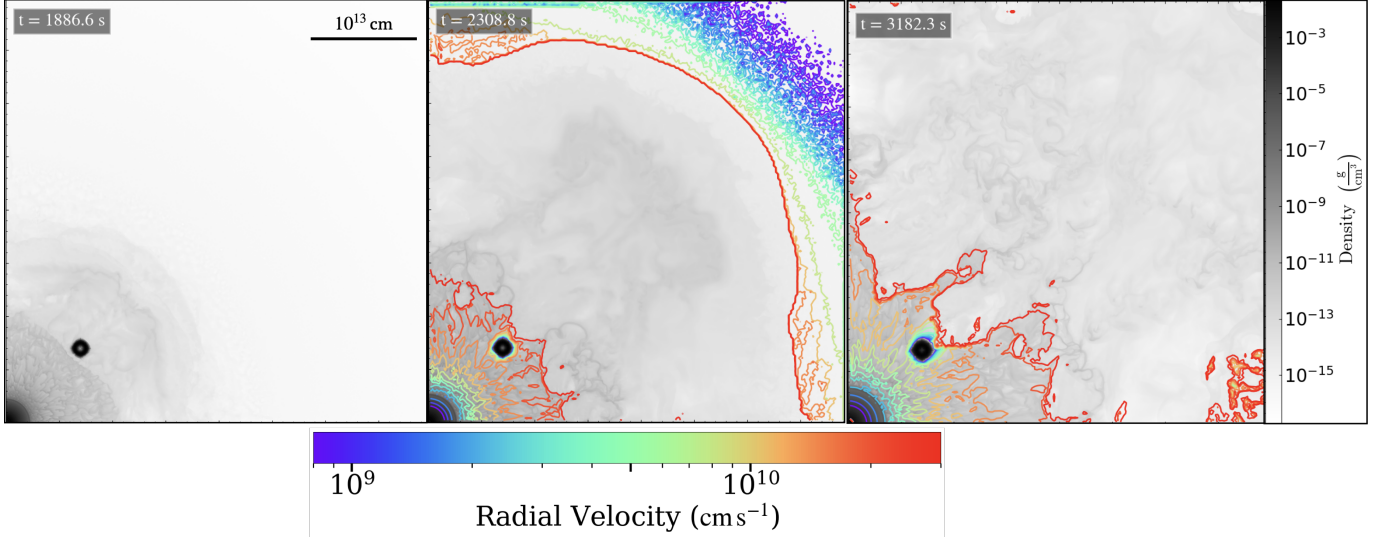 t = 1886.6 s
10¹³ cm
t = 2308.8 s
t = 3182.3 s
10⁻³
10⁻⁵
10⁻⁷
10⁻⁹
10⁻¹¹
10⁻¹³
10⁻¹⁵
Density (g/cm³)
10⁹
10¹⁰
Radial Velocity (cm s⁻¹)